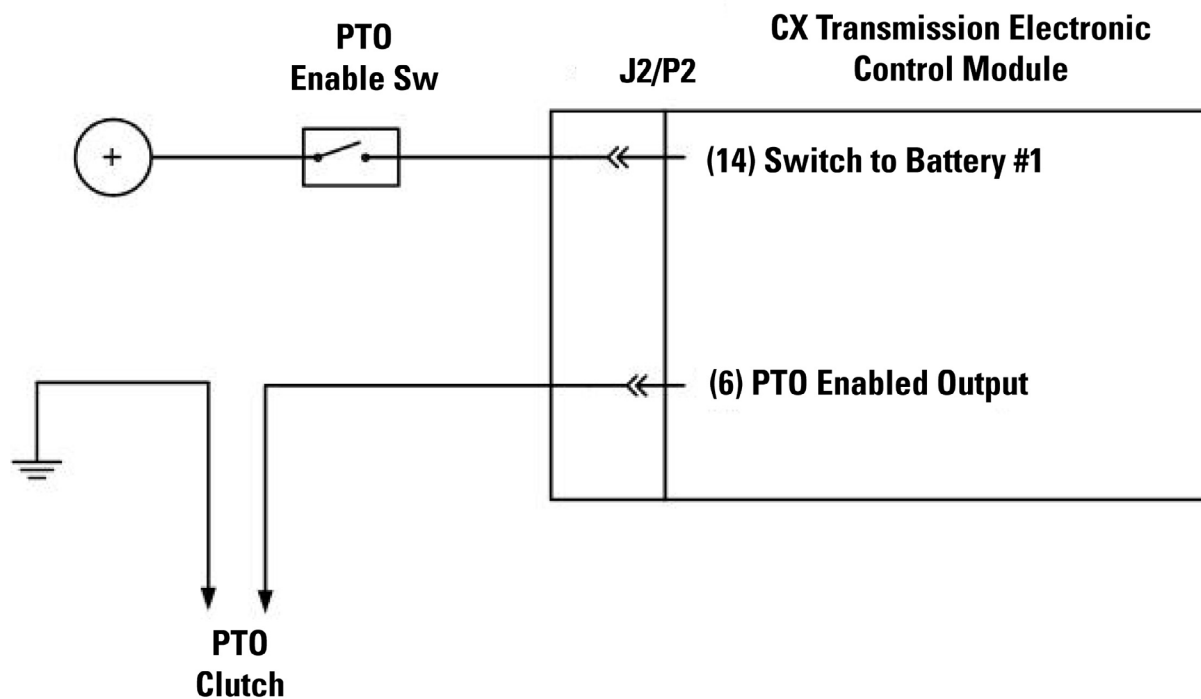 PTO
Enable Sw
J2/P2
CX Transmission Electronic
Control Module
+
(14) Switch to Battery #1
(6) PTO Enabled Output
PTO
Clutch